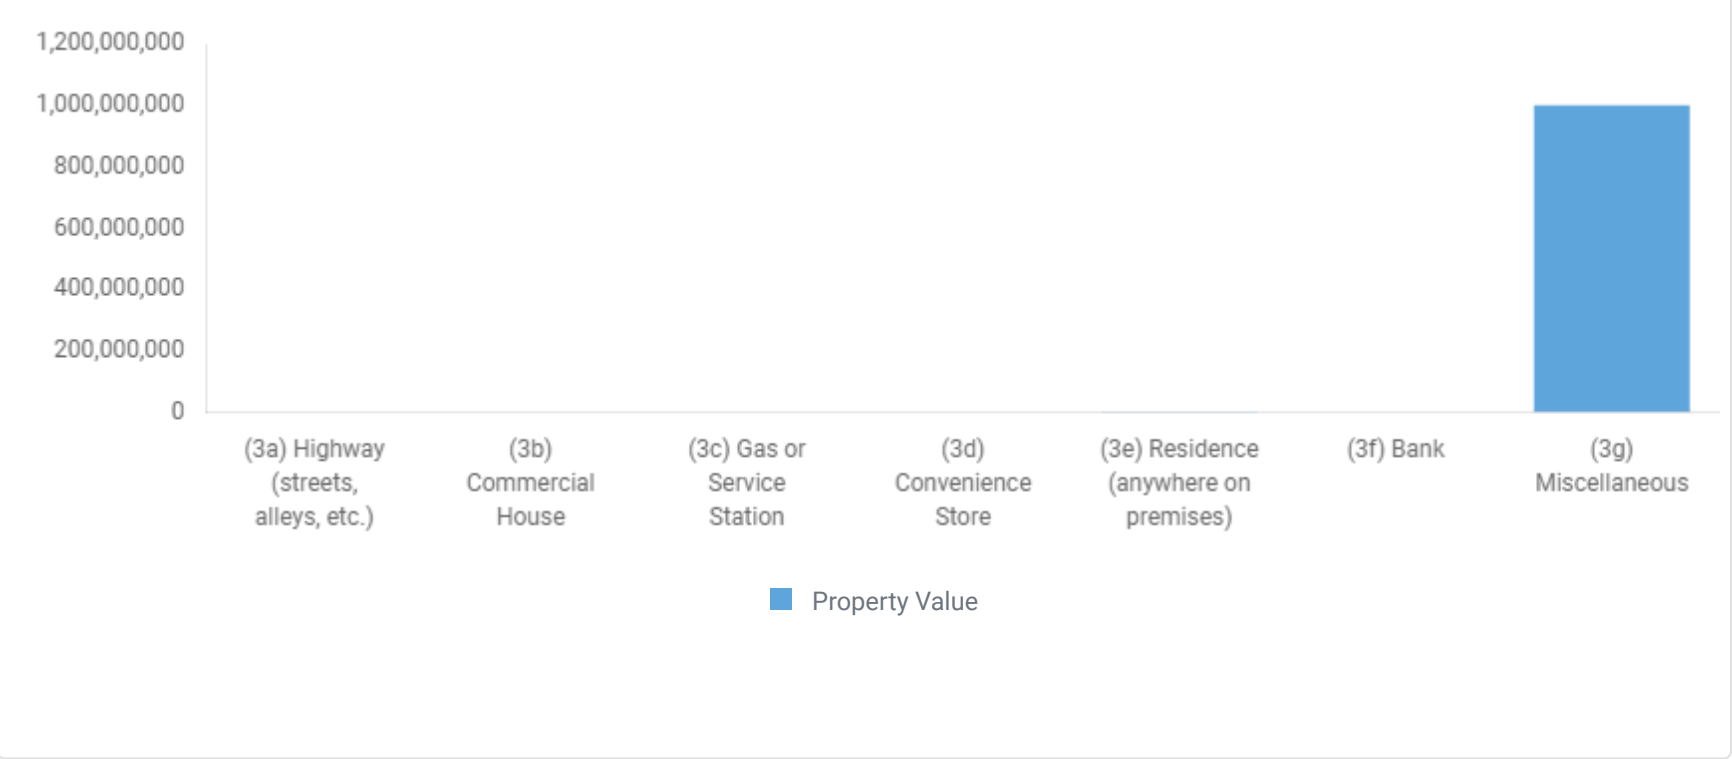 1,200,000,000
1,000,000,000
800,000,000
600,000,000
400,000,000
200,000,000
0
(3a) Highway
(streets,
alleys, etc.)
(3b)
Commercial
House
(3c) Gas or
Service
Station
(3d)
Convenience
Store
(3e) Residence
(anywhere on
premises)
(3f) Bank
(3g)
Miscellaneous
Property Value